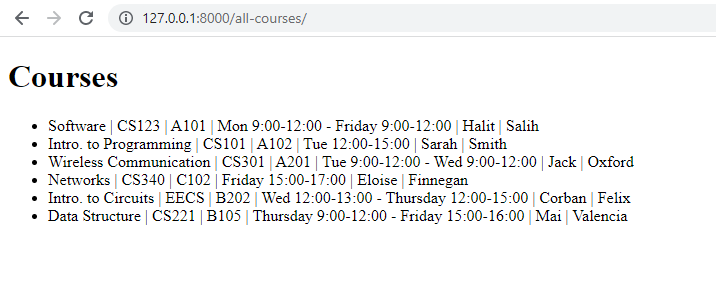 127.0.0.1:8000/all-courses/
Courses
• Software | CS123 | A101 | Mon 9:00-12:00 - Friday 9:00-12:00 | Halit | Salih
• Intro. to Programming | CS101 | A102 | Tue 12:00-15:00 | Sarah | Smith
• Wireless Communication | CS301 | A201 | Tue 9:00-12:00 - Wed 9:00-12:00 | Jack | Oxford
• Networks | CS340 | C102 | Friday 15:00-17:00 | Eloise | Finnegan
• Intro. to Circuits | EECS | B202 | Wed 12:00-13:00 - Thursday 12:00-15:00 | Corban | Felix
• Data Structure | CS221 | B105 | Thursday 9:00-12:00 - Friday 15:00-16:00 | Mai | Valencia